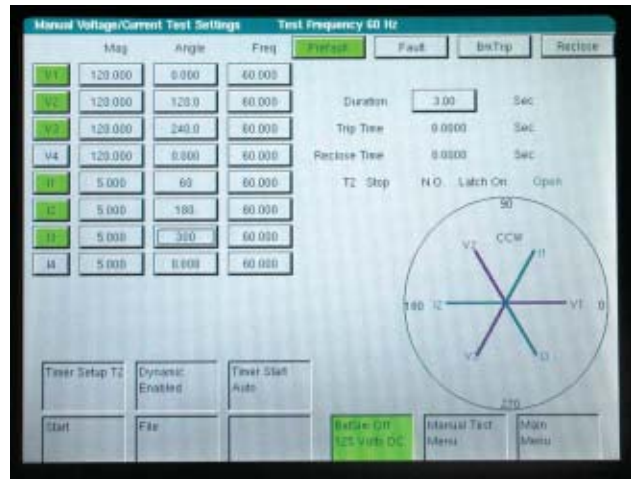 Manual Voltage/Current Test Settings Test Frequency 60 Hz
Mag Angle Freq Prefault Fault BrkTrip Reclose
V1 120.000 0.000 60.000
V2 120.000 120.0 60.000
V3 120.000 240.0 60.000
V4 120.000 0.000 60.000
I1 5.000 60 60.000
I2 5.000 180 60.000
I3 5.000 300 60.000
I4 5.000 0.000 60.000
Duration 3.00 Sec
Trip Time 0.0000 Sec
Reclose Time 0.0000 Sec
T2 Stop N.O. Latch On Open
90
CCW
V2 I1
180 I2 V1 0
V3 I3
270
Timer Setup T2
Dynamic Enabled
Timer Start Auto
Start
File
BatSim Off
125 Volts DC
Manual Test Menu
Main Menu